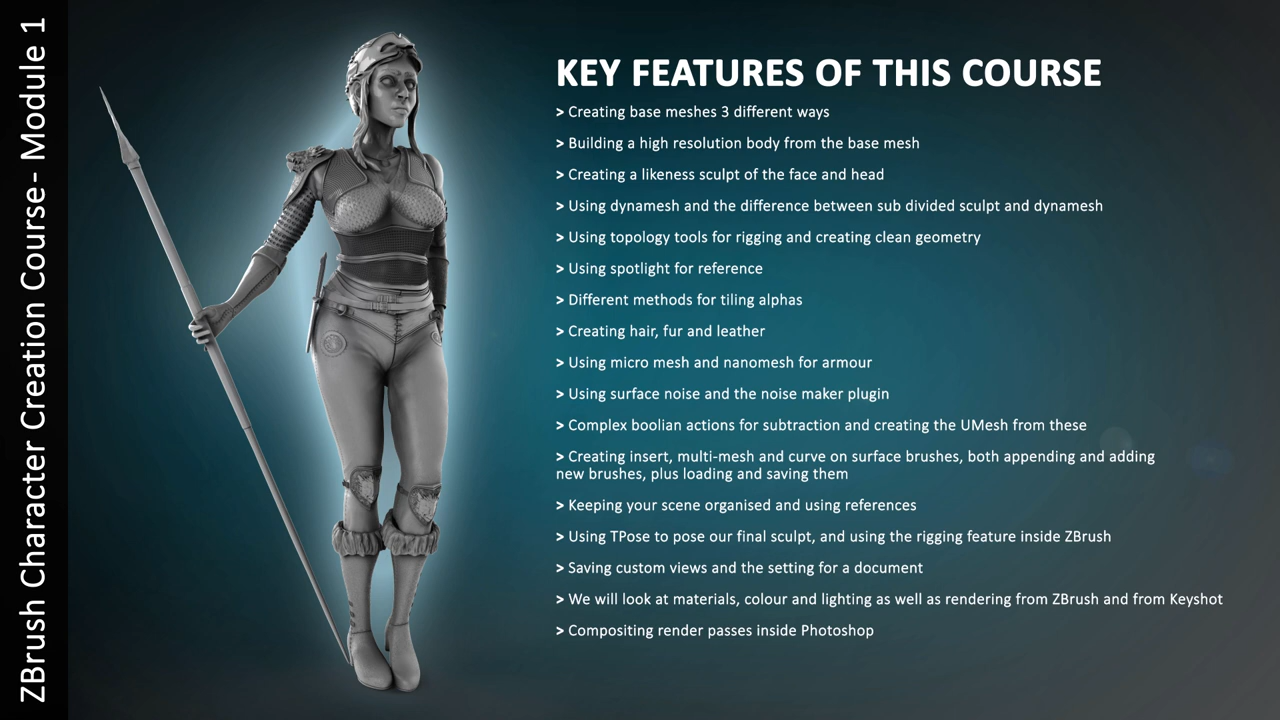 ZBrush Character Creation Course- Module 1
KEY FEATURES OF THIS COURSE
> Creating base meshes 3 different ways
> Building a high resolution body from the base mesh
> Creating a likeness sculpt of the face and head
> Using dynamesh and the difference between sub divided sculpt and dynamesh
> Using topology tools for rigging and creating clean geometry
> Using spotlight for reference
> Different methods for tiling alphas
> Creating hair, fur and leather
> Using micro mesh and nanomesh for armour
> Using surface noise and the noise maker plugin
> Complex boolian actions for subtraction and creating the UMesh from these
> Creating insert, multi-mesh and curve on surface brushes, both appending and adding
new brushes, plus loading and saving them
> Keeping your scene organised and using references
> Using TPose to pose our final sculpt, and using the rigging feature inside ZBrush
> Saving custom views and the setting for a document
> We will look at materials, colour and lighting as well as rendering from ZBrush and from Keyshot
> Compositing render passes inside Photoshop